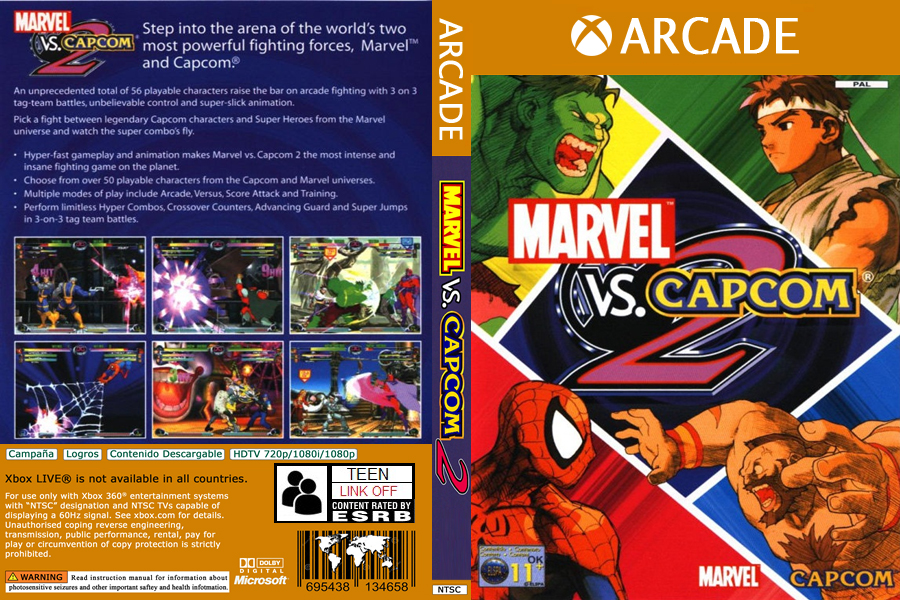 MARVEL
VS. CAPCOM®
2
Step into the arena of the world's two
most powerful fighting forces, Marvel™
and Capcom.®
An unprecedented total of 56 playable characters raise the bar on arcade fighting with 3 on 3
tag-team battles, unbelievable control and super-slick animation.
Pick a fight between legendary Capcom characters and Super Heroes from the Marvel
universe and watch the super combo's fly.
• Hyper-fast gameplay and animation makes Marvel vs. Capcom 2 the most intense and
insane fighting game on the planet.
• Choose from over 50 playable characters from the Capcom and Marvel universes.
• Multiple modes of play include Arcade, Versus, Score Attack and Training.
• Perform limitless Hyper Combos, Crossover Counters, Advancing Guard and Super Jumps
in 3-on-3 tag team battles.
Campaña Logros Contenido Descargable HDTV 720p/1080i/1080p
Xbox LIVE® is not available in all countries.
For use only with Xbox 360® entertainment systems
with "NTSC" designation and NTSC TVs capable of
displaying a 60Hz signal. See xbox.com for details.
Unauthorised coping reverse engineering,
transmission, public performance, rental, pay for
play or circumvention of copy protection is strictly
prohibited.
WARNING Read instruction manual for information about
photosensitive seizures and other important saftey and health infotmation.
TEEN
LINK OFF
CONTENT RATED BY
ESRB
DOLBY
DIGITAL
Microsoft®
695438 134658
ARCADE
MARVEL VS. CAPCOM 2
NTSC
ARCADE
PAL
MARVEL™
VS. CAPCOM®
2
11+
OK
MARVEL
CAPCOM